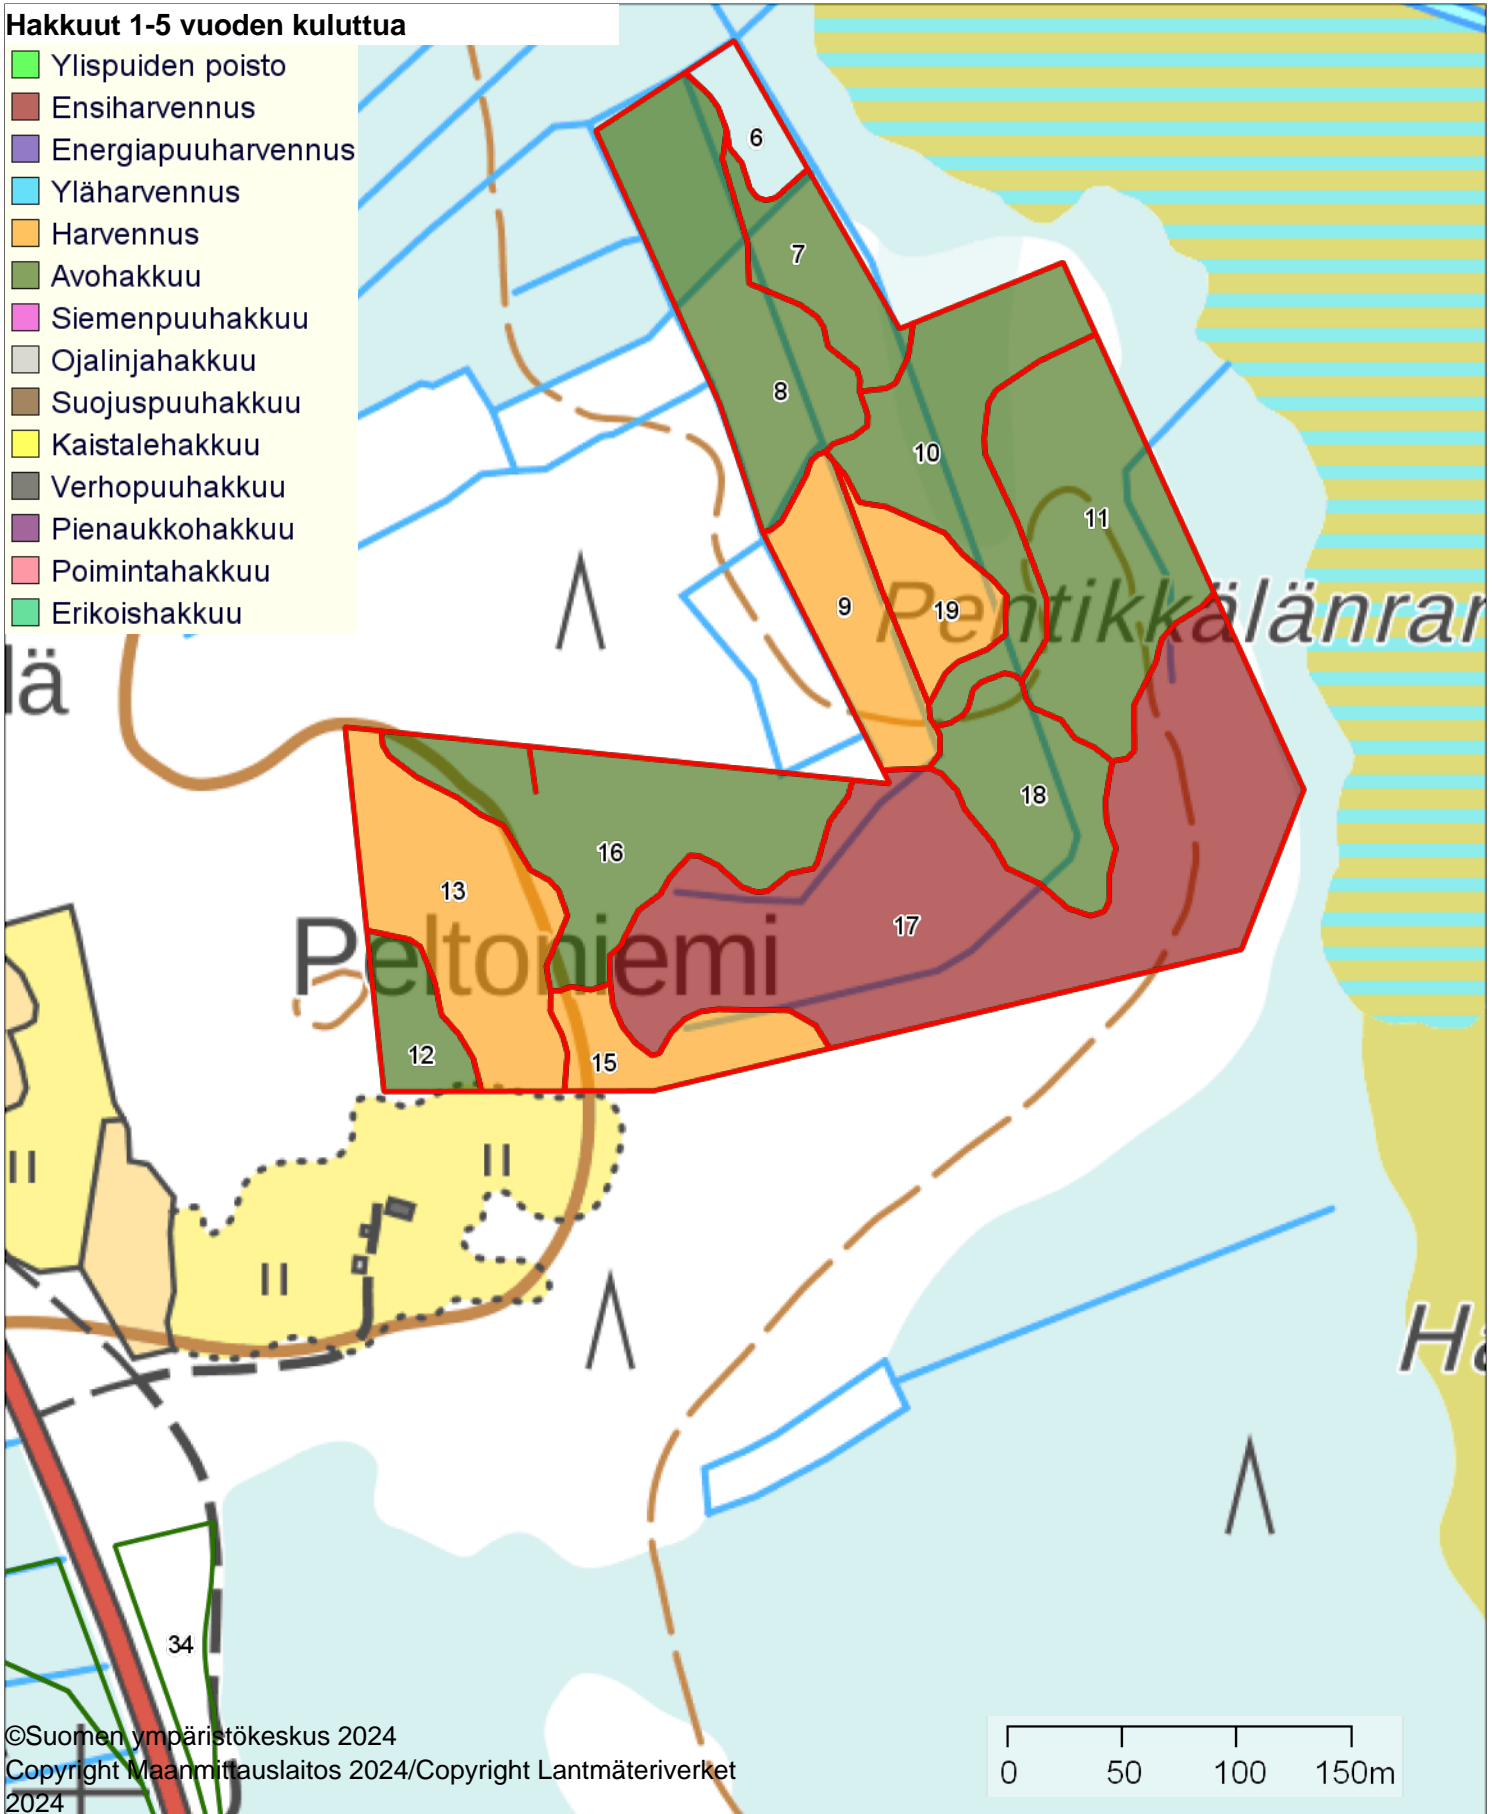 Hakkuut 1-5 vuoden kuluttua
Ylispuiden poisto
Ensiharvennus
Energiapuuharvennus
Yläharvennus
Harvennus
Avohakkuu
Siemenpuuhakkuu
Ojalinjahakkuu
Suojuspuuhakkuu
Kaistalehakkuu
Verhopuuhakkuu
Pienaukkohakkuu
Poimintahakkuu
Erikoishakkuu
6
7
8
10
11
9
19
Pentikkälänran
lä
18
16
13
17
Peltoniemi
12
15
Ha
34
©Suomen ympäristökeskus 2024
Copyright Maanmittauslaitos 2024/Copyright Lantmäteriverket
2024
0 50 100 150m